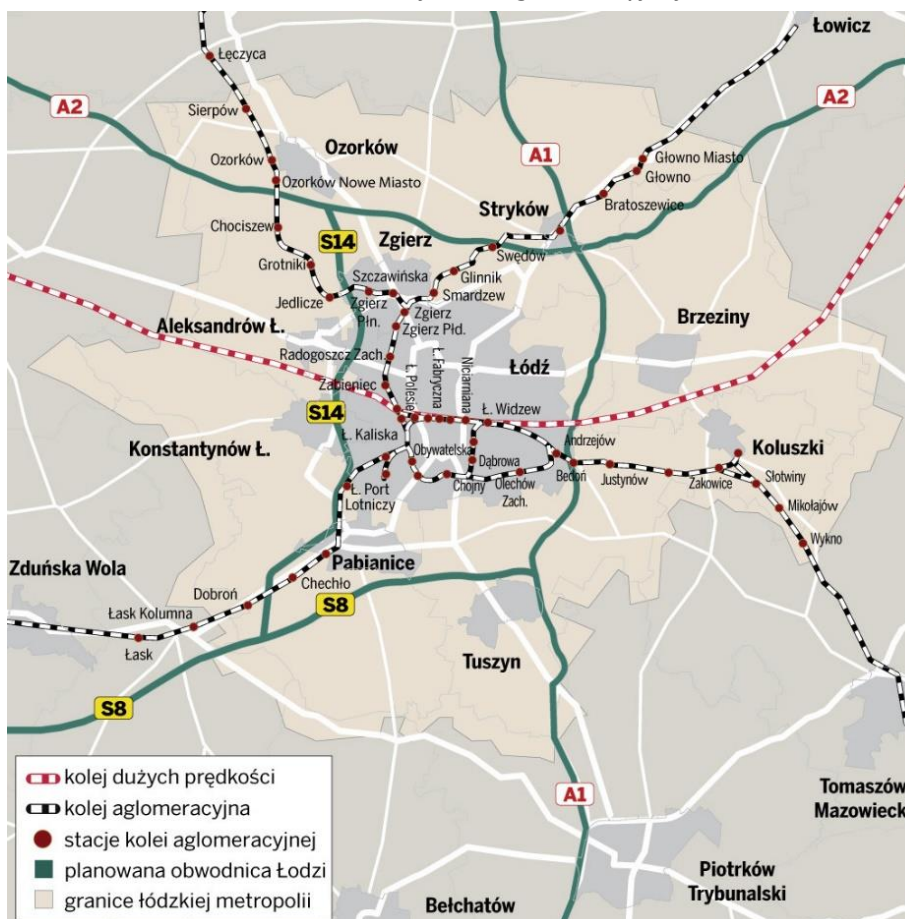 Łowicz
Łęczyca
A2
A2
Sierpów
A1
Ozorków
Głowno Miasto
Ozorków
Głowno
Ozorków Nowe Miasto
Bratoszewice
Stryków
Chociszew
S14
Zgierz
Swędów
Grotniki
Szczawińska
Glinnik
Jedlicze
Zgierz
Płn.
Smardzew
Zgierz
Zgierz Płd.
Aleksandrów Ł.
Brzeziny
Radogoszcz Zach.
Łódź
Żabieniec
Ł. Polesie
Ł. Fabryczna
Niciarniana
S14
Ł. Widzew
Ł. Kaliska
Konstantynów Ł.
Obywatelska
Andrzejów
Koluszki
Dąbrowa
Bedoń
Justynów
Żakowice
Słotwiny
Chojny
Olechów
Zach.
Ł. Port
Lotniczy
Mikołajów
Wykno
Pabianice
Zduńska Wola
Chechło
Dobroń
S8
Łask Kolumna
Łask
Tuszyn
S8
kolej dużych prędkości
kolej aglomeracyjna
stacje kolei aglomeracyjnej
planowana obwodnica Łodzi
granice łódzkiej metropolii
A1
Tomaszów
Mazowieck
Piotrków
Trybunalski
Bełchatów